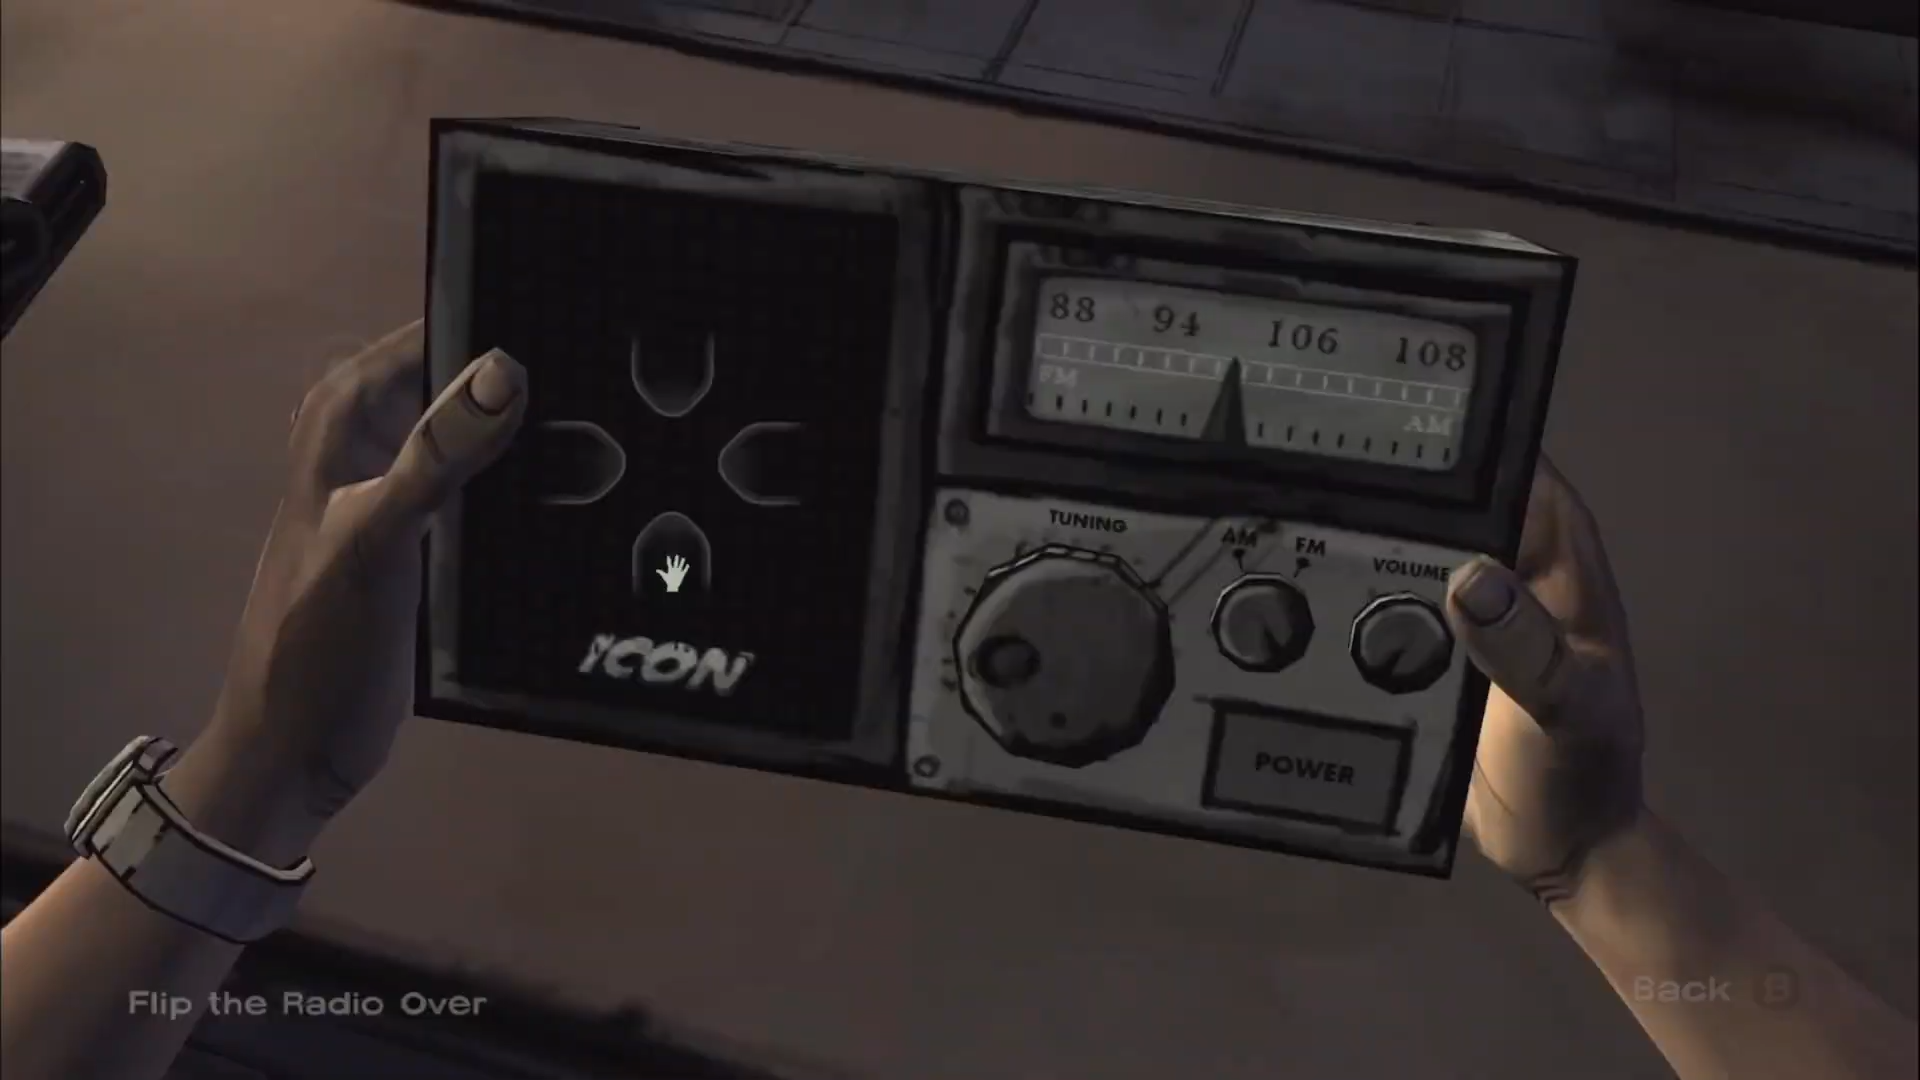 88 94 106 108
FM
AM
TUNING
AM
FM
VOLUME
ICON
POWER
Flip the Radio Over
Back B